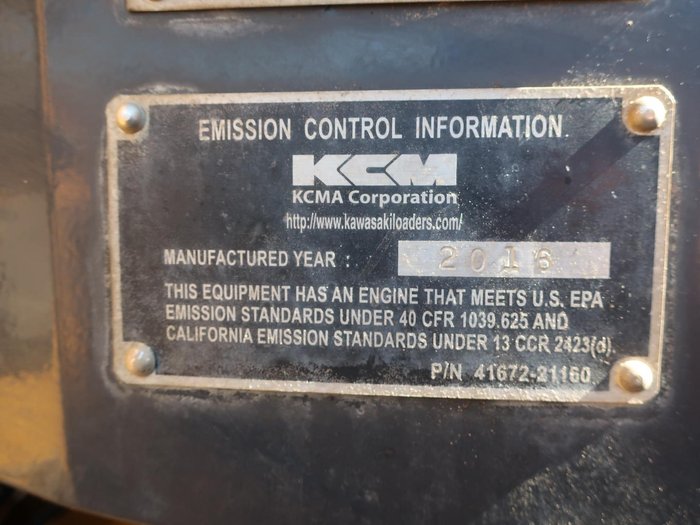 EMISSION CONTROL INFORMATION.
KCM
KCMA Corporation
http://www.kawasakiloaders.com/
MANUFACTURED YEAR : 2016
THIS EQUIPMENT HAS AN ENGINE THAT MEETS U.S. EPA
EMISSION STANDARDS UNDER 40 CFR 1039.625 AND
CALIFORNIA EMISSION STANDARDS UNDER 13 CCR 2423(d).
P/N 41672-21160